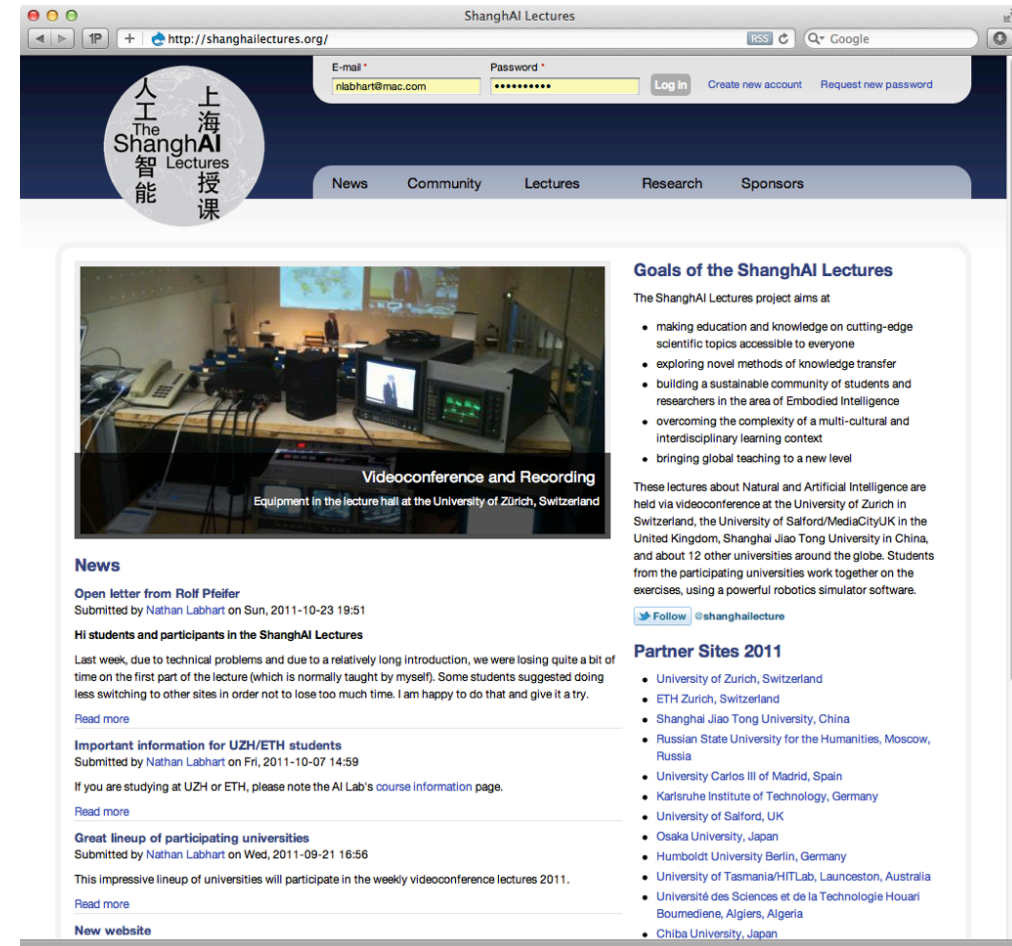 ShanghAI Lectures
1P
+
http://shanghailectures.org/
RSS
Google
E-mail *
Password *
nlabhart@mac.com
••••••••••
Log in
Create new account
Request new password
人工智能
上海授课
The
ShanghAI
Lectures
News
Community
Lectures
Research
Sponsors
Videoconference and Recording
Equipment in the lecture hall at the University of Zürich, Switzerland
News
Open letter from Rolf Pfeifer
Submitted by Nathan Labhart on Sun, 2011-10-23 19:51
Hi students and participants in the ShanghAI Lectures
Last week, due to technical problems and due to a relatively long introduction, we were losing quite a bit of
time on the first part of the lecture (which is normally taught by myself). Some students suggested doing
less switching to other sites in order not to lose too much time. I am happy to do that and give it a try.
Read more
Important information for UZH/ETH students
Submitted by Nathan Labhart on Fri, 2011-10-07 14:59
If you are studying at UZH or ETH, please note the AI Lab's course information page.
Read more
Great lineup of participating universities
Submitted by Nathan Labhart on Wed, 2011-09-21 16:56
This impressive lineup of universities will participate in the weekly videoconference lectures 2011.
Read more
New website
Goals of the ShanghAI Lectures
The ShanghAI Lectures project aims at
• making education and knowledge on cutting-edge
scientific topics accessible to everyone
• exploring novel methods of knowledge transfer
• building a sustainable community of students and
researchers in the area of Embodied Intelligence
• overcoming the complexity of a multi-cultural and
interdisciplinary learning context
• bringing global teaching to a new level
These lectures about Natural and Artificial Intelligence are
held via videoconference at the University of Zurich in
Switzerland, the University of Salford/MediaCityUK in the
United Kingdom, Shanghai Jiao Tong University in China,
and about 12 other universities around the globe. Students
from the participating universities work together on the
exercises, using a powerful robotics simulator software.
Follow @shanghailecture
Partner Sites 2011
• University of Zurich, Switzerland
• ETH Zurich, Switzerland
• Shanghai Jiao Tong University, China
• Russian State University for the Humanities, Moscow,
Russia
• University Carlos III of Madrid, Spain
• Karlsruhe Institute of Technology, Germany
• University of Salford, UK
• Osaka University, Japan
• Humboldt University Berlin, Germany
• University of Tasmania/HITLab, Launceston, Australia
• Université des Sciences et de la Technologie Houari
Boumediene, Algiers, Algeria
• Chiba University, Japan